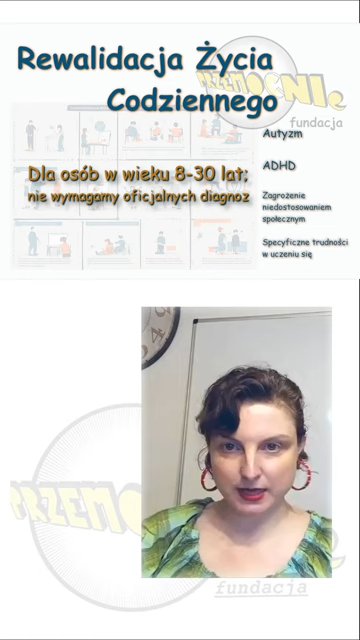 Rewalidacja Życia
Codziennego
PRZEMOCNI
fundacja
Autyzm
ADHD
Dla osób w wieku 8-30 lat:
nie wymagamy oficjalnych diagnoz
Zagrożenie
niedostosowaniem
społecznym
Specyficzne trudności
w uczeniu się
fundacja